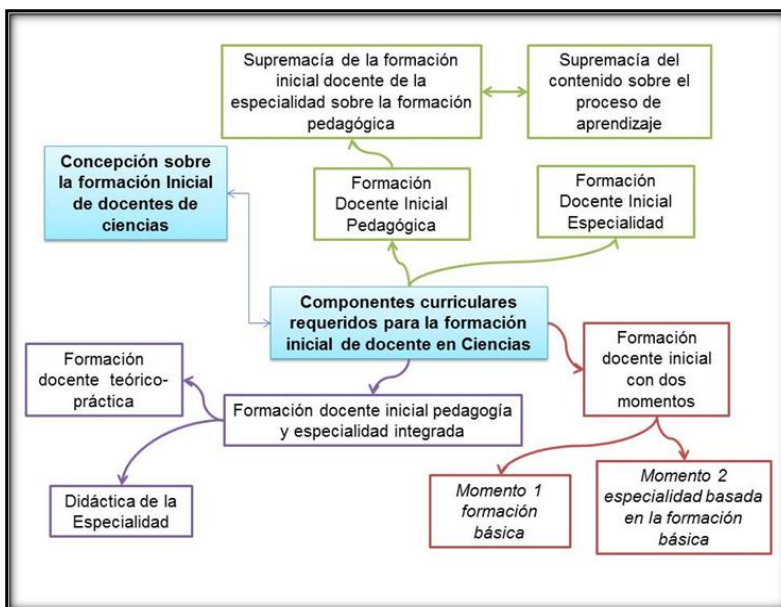 Supremacía de la formación
inicial docente de la
especialidad sobre la formación
pedagógica
Supremacía del
contenido sobre el
proceso de
aprendizaje
Concepción sobre
la formación Inicial
de docentes de
ciencias
Formación
Docente Inicial
Pedagógica
Formación
Docente Inicial
Especialidad
Componentes curriculares
requeridos para la formación
inicial de docente en Ciencias
Formación
docente teórico-
práctica
Formación docente inicial pedagogía
y especialidad integrada
Formación
docente inicial
con dos
momentos
Didáctica de la
Especialidad
Momento 1
formación
básica
Momento 2
especialidad basada
en la formación
básica